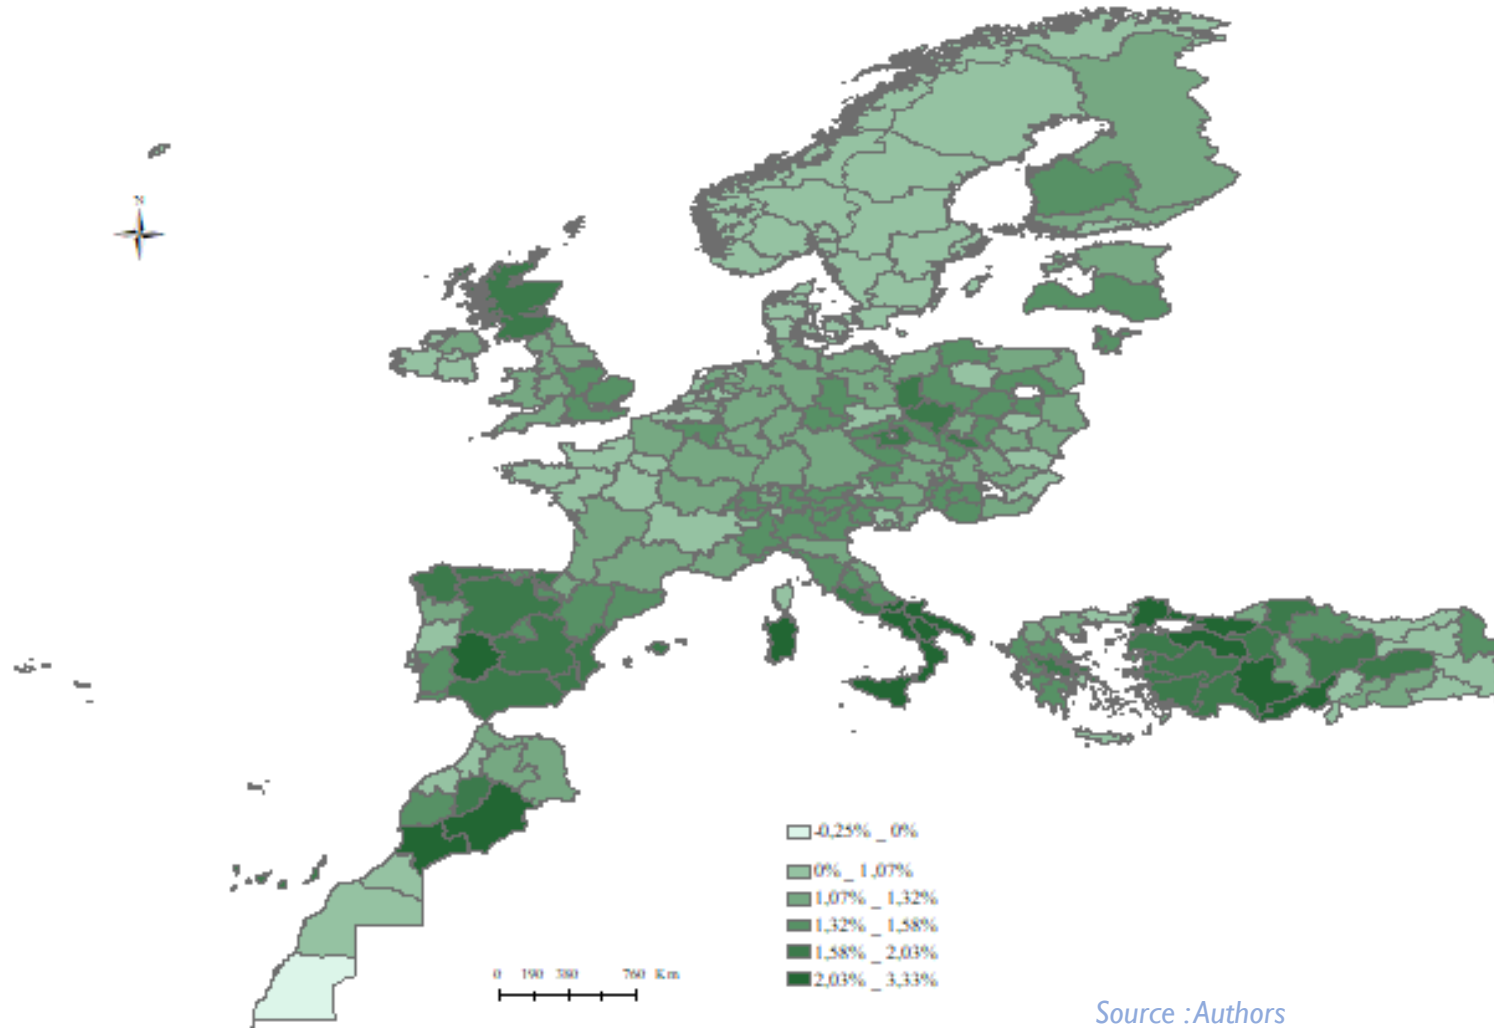 N
-0,25% _ 0%
0% _ 1,07%
1,07% _ 1,32%
1,32% _ 1,58%
1,58% _ 2,03%
2,03% _ 3,33%
0 190 380 760 Km
Source : Authors